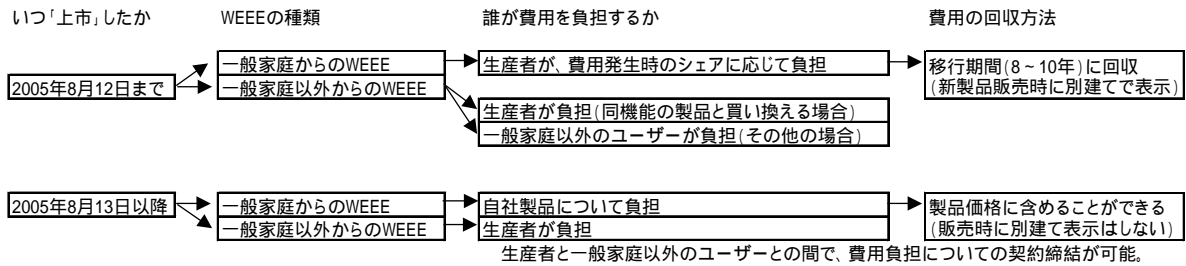 いつ「上市」したか WEEEの種類 誰が費用を負担するか 費用の回収方法
一般家庭からのWEEE 生産者が、費用発生時のシェアに応じて負担 移行期間(8~10年)に回収
2005年8月12日まで 一般家庭以外からのWEEE (新製品販売時に別建てで表示)
生産者が負担(同機能の製品と買い換える場合)
一般家庭以外のユーザーが負担(その他の場合)
2005年8月13日以降 一般家庭からのWEEE 自社製品について負担 製品価格に含めることができる
一般家庭以外からのWEEE 生産者が負担 (販売時に別建て表示はしない)
生産者と一般家庭以外のユーザーとの間で、費用負担についての契約締結が可能。